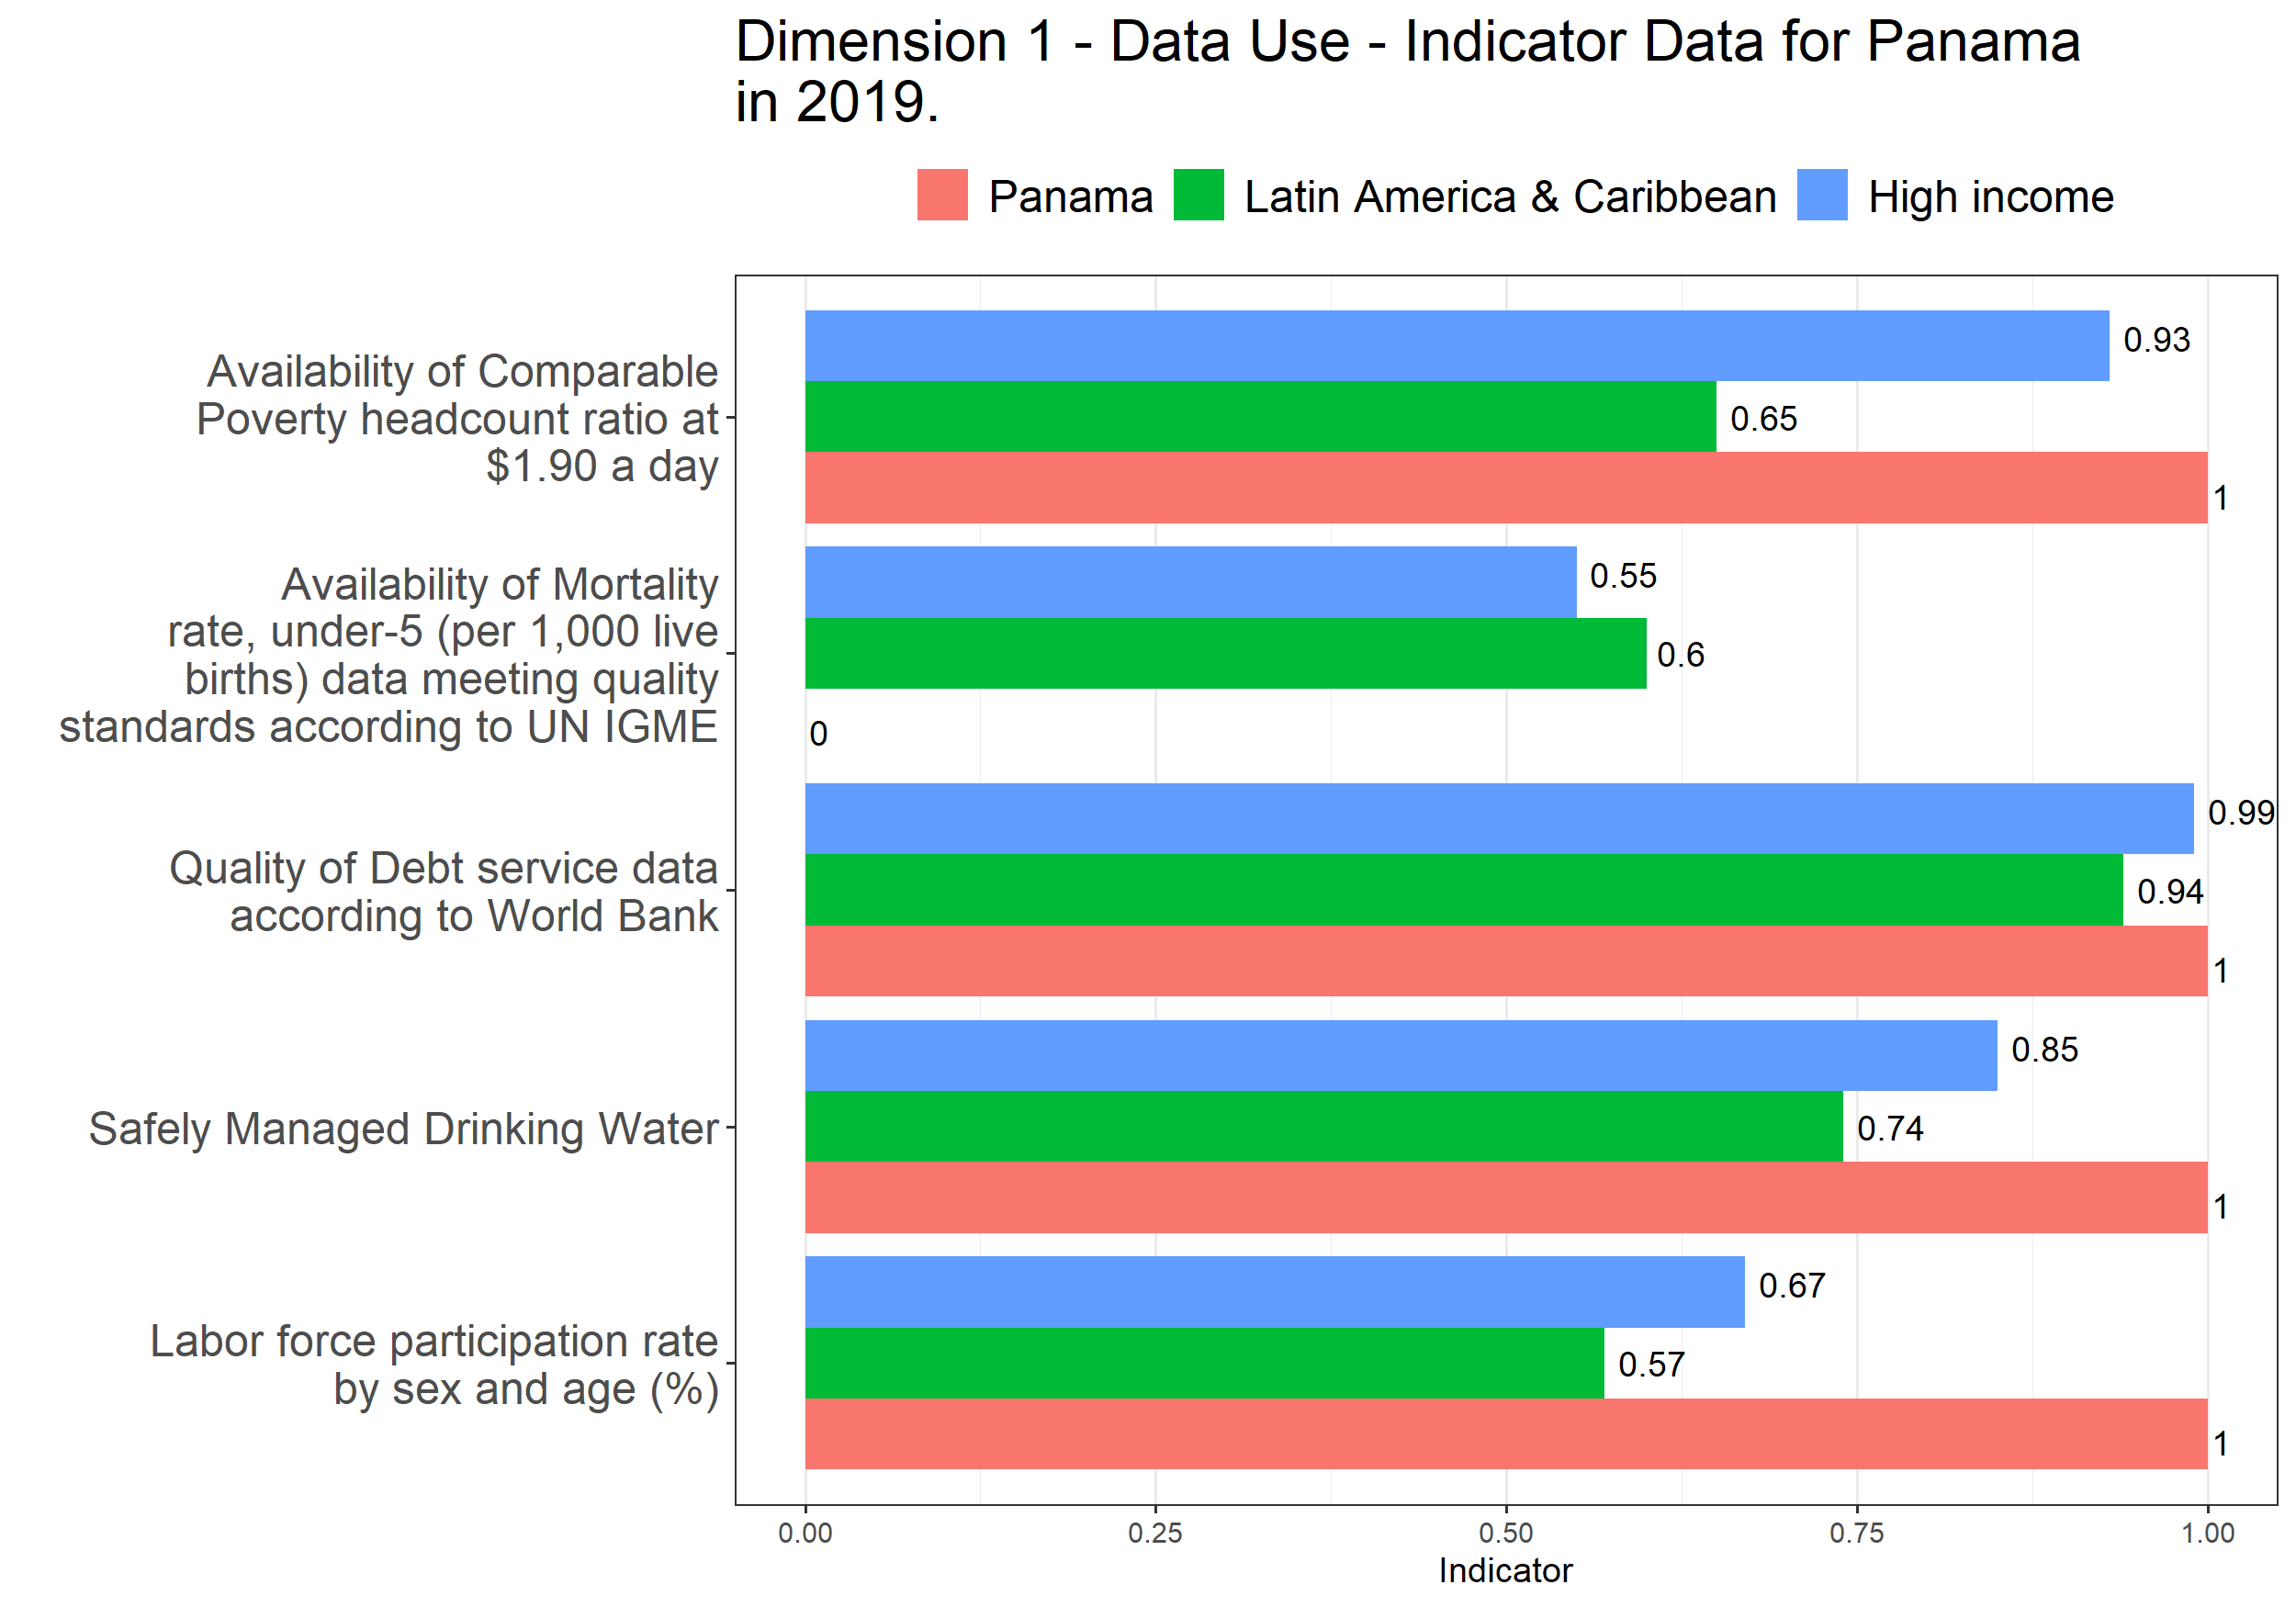 Dimension 1 - Data Use - Indicator Data for Panama
in 2019.
Panama Latin America & Caribbean High income
Availability of Comparable
Poverty headcount ratio at
$1.90 a day
0.93
0.65
1
Availability of Mortality
rate, under-5 (per 1,000 live
births) data meeting quality
standards according to UN IGME
0.55
0.6
0
Quality of Debt service data
according to World Bank
0.99
0.94
1
Safely Managed Drinking Water
0.85
0.74
1
Labor force participation rate
by sex and age (%)
0.67
0.57
1
0.00 0.25 0.50 0.75 1.00
Indicator